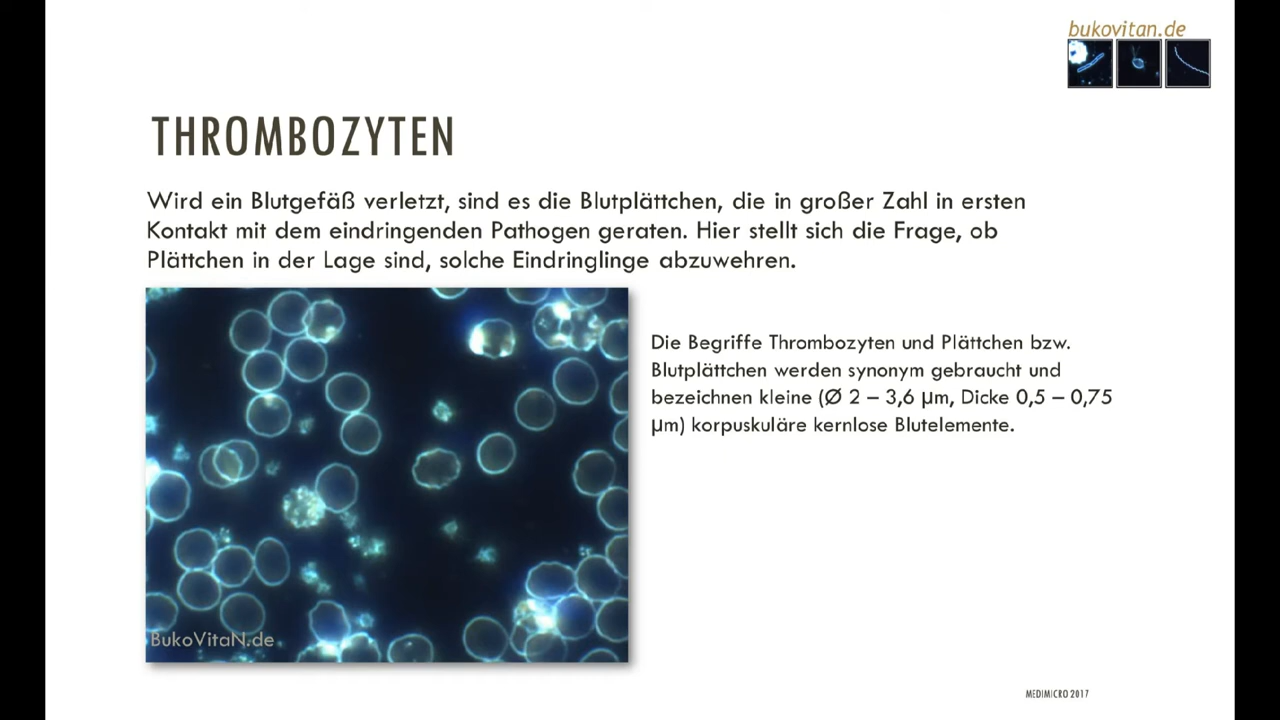 bukovitan.de
THROMBOZYTEN
Wird ein Blutgefäß verletzt, sind es die Blutplättchen, die in großer Zahl in ersten
Kontakt mit dem eindringenden Pathogen geraten. Hier stellt sich die Frage, ob
Plättchen in der Lage sind, solche Eindringlinge abzuwehren.
Die Begriffe Thrombozyten und Plättchen bzw.
Blutplättchen werden synonym gebraucht und
bezeichnen kleine (Ø 2 – 3,6 µm, Dicke 0,5 – 0,75
µm) korpuskuläre kernlose Blutelemente.
BukoVitaN.de
MEDIMICRO 2017